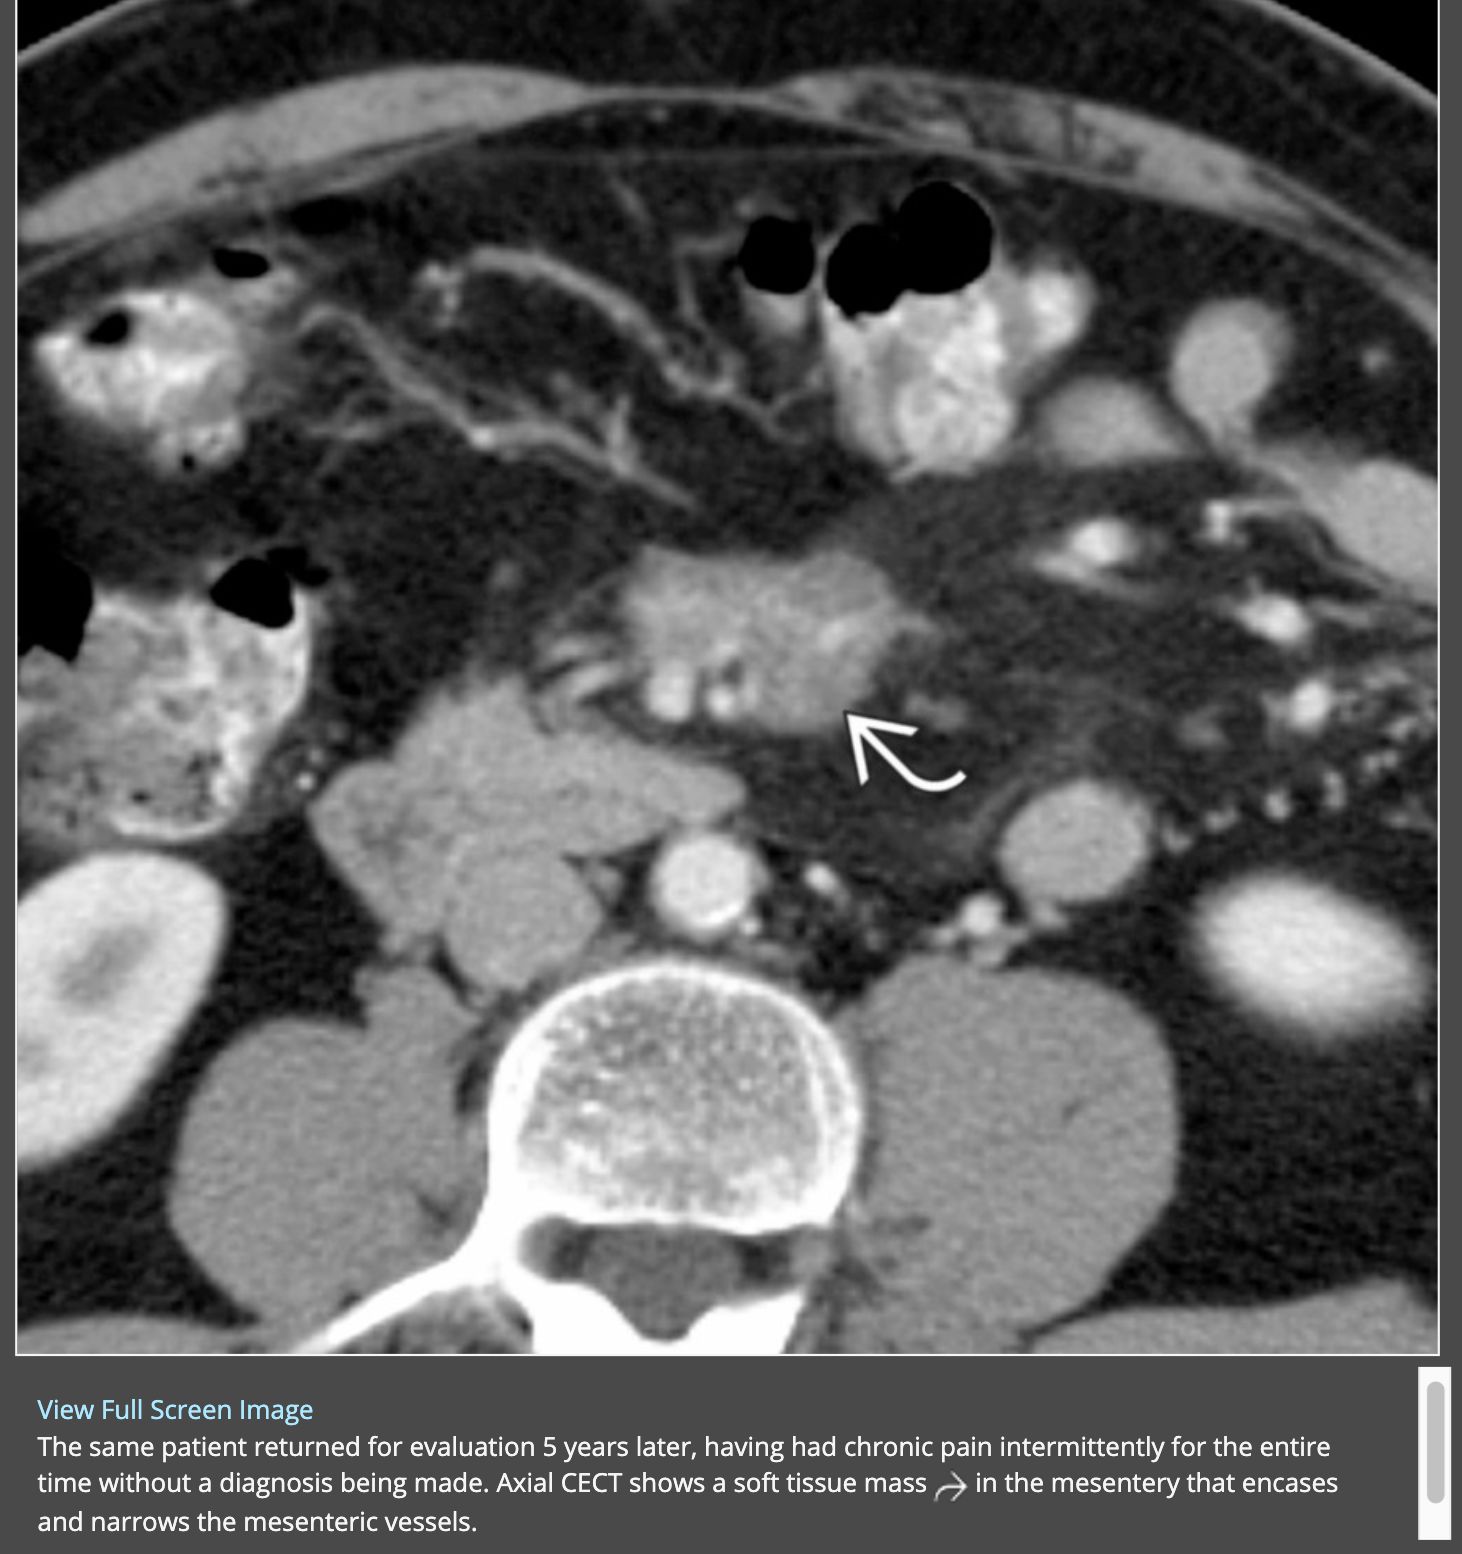 View Full Screen Image
The same patient returned for evaluation 5 years later, having had chronic pain intermittently for the entire
time without a diagnosis being made. Axial CECT shows a soft tissue mass in the mesentery that encases
and narrows the mesenteric vessels.